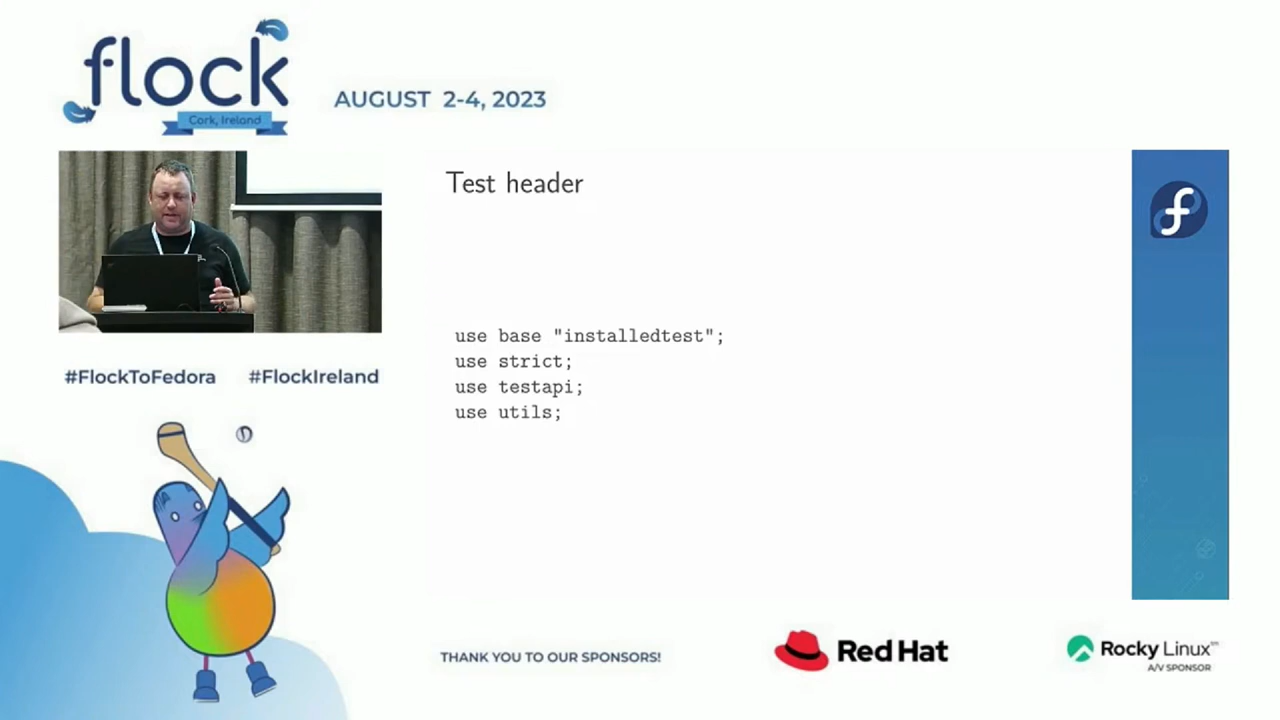 flock
Cork, Ireland
AUGUST 2-4, 2023
Test header
use base "installedtest";
use strict;
use testapi;
use utils;
#FlockToFedora #FlockIreland
THANK YOU TO OUR SPONSORS!
Red Hat
Rocky Linux™
A/V SPONSOR